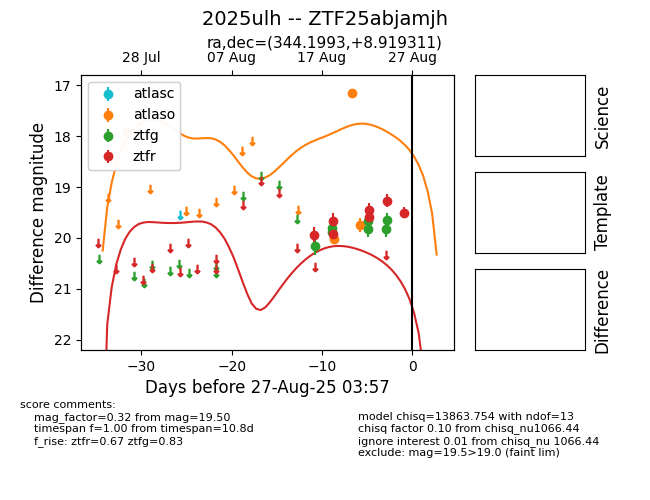 2025ulh -- ZTF25abjamjh
ra,dec=(344.1993,+8.919311)
28 Jul 07 Aug 17 Aug 27 Aug
17
18
19
20
21
22
Difference magnitude
atlasc
atlaso
ztfg
ztfr
−30 −20 −10 0
Days before 27-Aug-25 03:57
Science
Template
Difference
score comments:
mag_factor=0.32 from mag=19.50
timespan f=1.00 from timespan=10.8d
f_rise: ztfr=0.67 ztfg=0.83
model chisq=13863.754 with ndof=13
chisq factor 0.10 from chisq_nu1066.44
ignore interest 0.01 from chisq_nu 1066.44
exclude: mag=19.5>19.0 (faint lim)